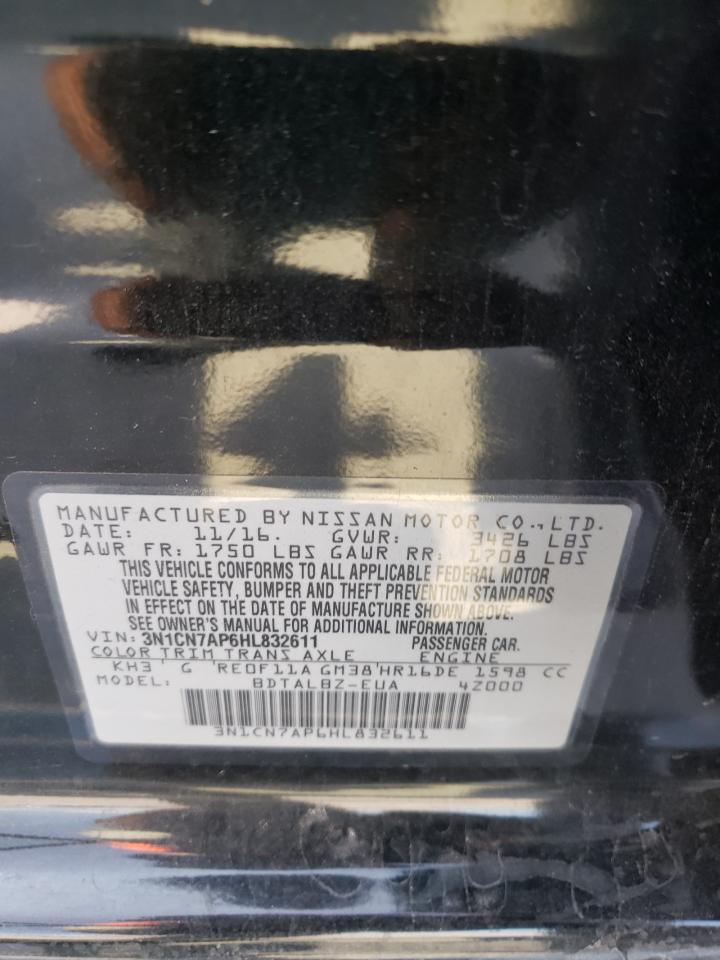 MANUFACTURED BY NISSAN MOTOR CO., LTD.
DATE: 11/16. GVWR: 3426 LBS
GAWR FR: 1750 LBS GAWR RR: 1708 LBS
THIS VEHICLE CONFORMS TO ALL APPLICABLE FEDERAL MOTOR
VEHICLE SAFETY, BUMPER AND THEFT PREVENTION STANDARDS
IN EFFECT ON THE DATE OF MANUFACTURE SHOWN ABOVE.
SEE OWNER'S MANUAL FOR ADDITIONAL INFORMATION.
VIN: 3N1CN7AP6HL832611 PASSENGER CAR.
COLOR TRIM TRANS AXLE ENGINE
KH3 ' G 'RE0F11A GM38'HR16DE 1598 CC
MODEL: BDTALBZ-EUA 4Z000
3N1CN7AP6HL832611